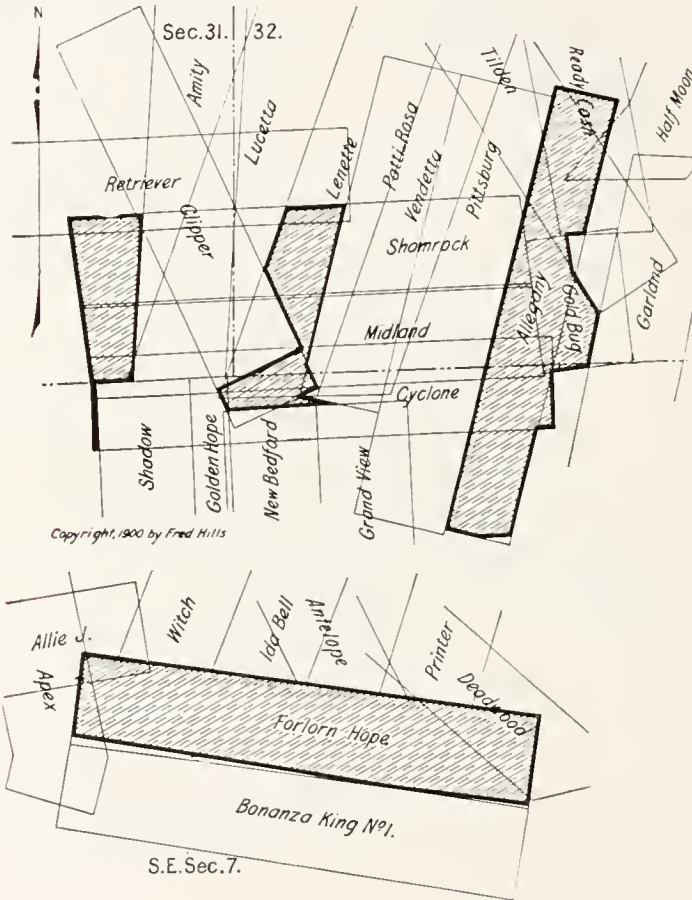 N
Sec.31. 32.
Amity
Lucetta
Tilden
Ready Cash
Half Moon
Retriever
Clipper
Lenette
Patti Rosa
Vendetta
Pittsburg
Shamrock
Allegany
Gold Bug
Garland
Midland
Cyclone
Shadow
Golden Hope
New Bedford
Grand View
Copyright, 1900 by Fred Hills
Allie J.
Apex
Witch
Ida Bell
Antelope
Printer
Deadwood
Forlorn Hope
Bonanza King Nº1.
S.E.Sec.7.